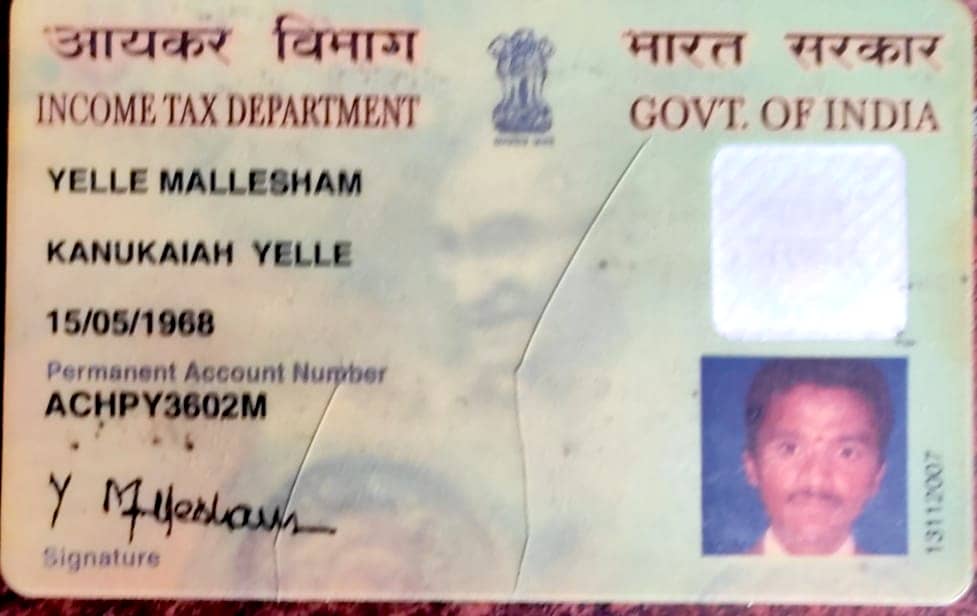 आयकर विभाग
भारत सरकार
INCOME TAX DEPARTMENT
GOVT. OF INDIA
YELLE MALLESHAM
KANUKAIAH YELLE
15/05/1968
Permanent Account Number
ACHPY3602M
Y Mallesham
Signature
13112007